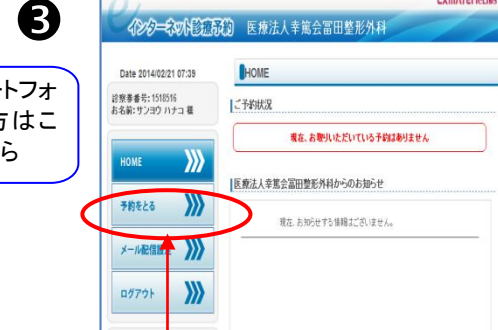 ❸
インターネット診療予約 医療法人幸篤会冨田整形外科
Date 2014/02/21 07:39
診察券番号:1518516
お名前:サンヨウ ハナコ 様
HOME
予約をとる
メール配信設定
ログアウト
トフォ
方はこ
ら
HOME
ご予約状況
現在、お取りいただいている予約はありません
医療法人幸篤会冨田整形外科からのお知らせ
現在、お知らせする情報はございません。